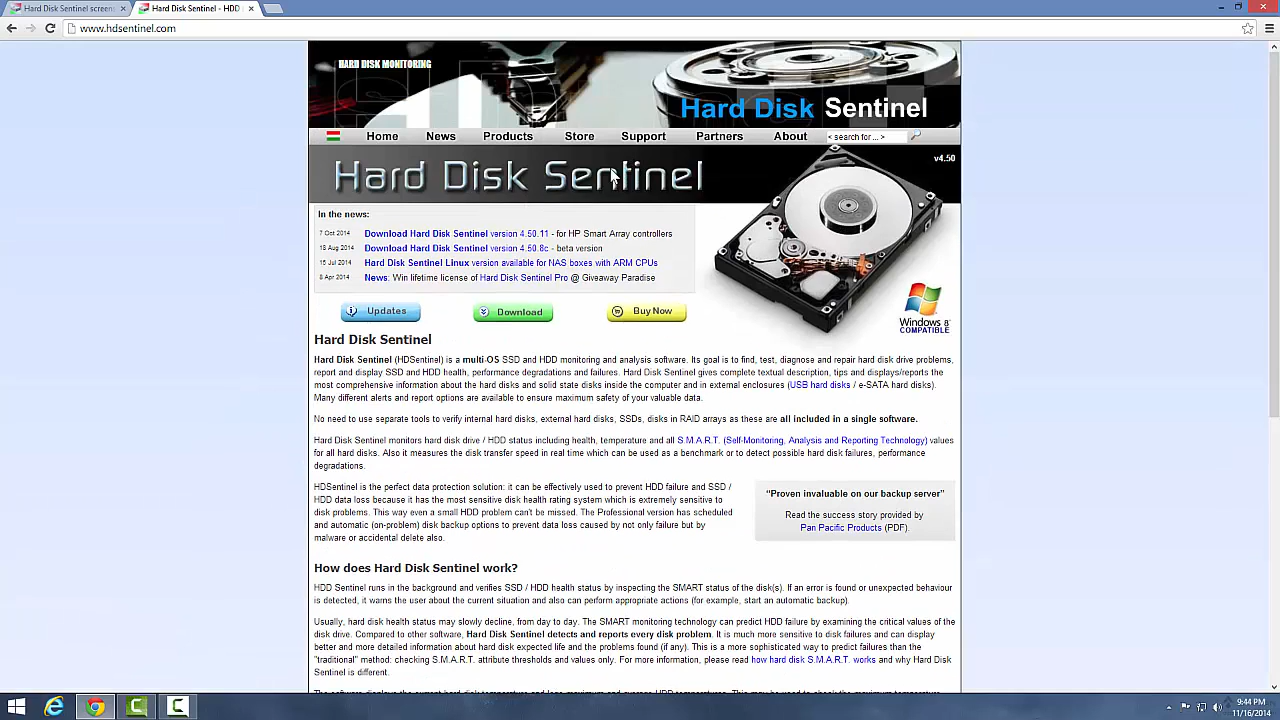 Hard Disk Sentinel screen
Hard Disk Sentinel - HDD
www.hdsentinel.com
HARD DISK MONITORING
Hard Disk Sentinel
Home News Products Store Support Partners About < search for ... >
Hard Disk Sentinel
v4.50
In the news:
7 Oct 2014 Download Hard Disk Sentinel version 4.50.11 - for HP Smart Array controllers
18 Aug 2014 Download Hard Disk Sentinel version 4.50.8c - beta version
15 Jul 2014 Hard Disk Sentinel Linux version available for NAS boxes with ARM CPUs
8 Apr 2014 News: Win lifetime license of Hard Disk Sentinel Pro @ Giveaway Paradise
Updates Download Buy Now
Windows 8
COMPATIBLE
Hard Disk Sentinel
Hard Disk Sentinel (HDSentinel) is a multi-OS SSD and HDD monitoring and analysis software. Its goal is to find, test, diagnose and repair hard disk drive problems,
report and display SSD and HDD health, performance degradations and failures. Hard Disk Sentinel gives complete textual description, tips and displays/reports the
most comprehensive information about the hard disks and solid state disks inside the computer and in external enclosures (USB hard disks / e-SATA hard disks).
Many different alerts and report options are available to ensure maximum safety of your valuable data.
No need to use separate tools to verify internal hard disks, external hard disks, SSDs, disks in RAID arrays as these are all included in a single software.
Hard Disk Sentinel monitors hard disk drive / HDD status including health, temperature and all S.M.A.R.T. (Self-Monitoring, Analysis and Reporting Technology) values
for all hard disks. Also it measures the disk transfer speed in real time which can be used as a benchmark or to detect possible hard disk failures, performance
degradations.
HDSentinel is the perfect data protection solution: it can be effectively used to prevent HDD failure and SSD /
HDD data loss because it has the most sensitive disk health rating system which is extremely sensitive to
disk problems. This way even a small HDD problem can't be missed. The Professional version has scheduled
and automatic (on-problem) disk backup options to prevent data loss caused by not only failure but by
malware or accidental delete also.
“Proven invaluable on our backup server”
Read the success story provided by
Pan Pacific Products (PDF).
How does Hard Disk Sentinel work?
HDD Sentinel runs in the background and verifies SSD / HDD health status by inspecting the SMART status of the disk(s). If an error is found or unexpected behaviour
is detected, it warns the user about the current situation and also can perform appropriate actions (for example, start an automatic backup).
Usually, hard disk health status may slowly decline, from day to day. The SMART monitoring technology can predict HDD failure by examining the critical values of the
disk drive. Compared to other software, Hard Disk Sentinel detects and reports every disk problem. It is much more sensitive to disk failures and can display
better and more detailed information about hard disk expected life and the problems found (if any). This is a more sophisticated way to predict failures than the
"traditional" method: checking S.M.A.R.T. attribute thresholds and values only. For more information, please read how hard disk S.M.A.R.T. works and why Hard Disk
Sentinel is different.
9:44 PM
11/16/2014